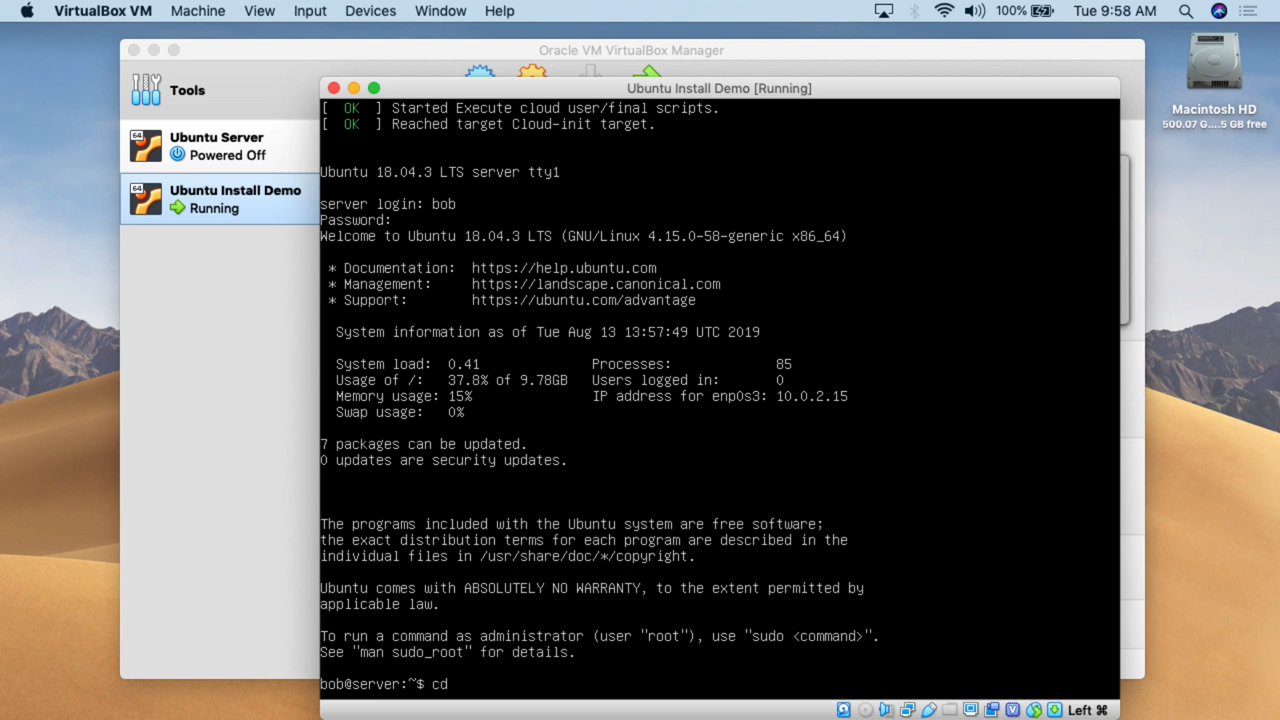 VirtualBox VM Machine View Input Devices Window Help 100% Tue 9:58 AM
Oracle VM VirtualBox Manager
Tools
Ubuntu Install Demo [Running]
Macintosh HD
500.07 G....5 GB free
64 Ubuntu Server
Powered Off
64 Ubuntu Install Demo
Running
[ OK ] Started Execute cloud user/final scripts.
[ OK ] Reached target Cloud-init target.
Ubuntu 18.04.3 LTS server tty1
server login: bob
Password:
Welcome to Ubuntu 18.04.3 LTS (GNU/Linux 4.15.0-58-generic x86_64)
* Documentation: https://help.ubuntu.com
* Management: https://landscape.canonical.com
* Support: https://ubuntu.com/advantage
System information as of Tue Aug 13 13:57:49 UTC 2019
System load: 0.41 Processes: 85
Usage of /: 37.8% of 9.78GB Users logged in: 0
Memory usage: 15% IP address for enp0s3: 10.0.2.15
Swap usage: 0%
7 packages can be updated.
0 updates are security updates.
The programs included with the Ubuntu system are free software;
the exact distribution terms for each program are described in the
individual files in /usr/share/doc/*/copyright.
Ubuntu comes with ABSOLUTELY NO WARRANTY, to the extent permitted by
applicable law.
To run a command as administrator (user "root"), use "sudo <command>".
See "man sudo_root" for details.
bob@server:~$ cd
Left ⌘